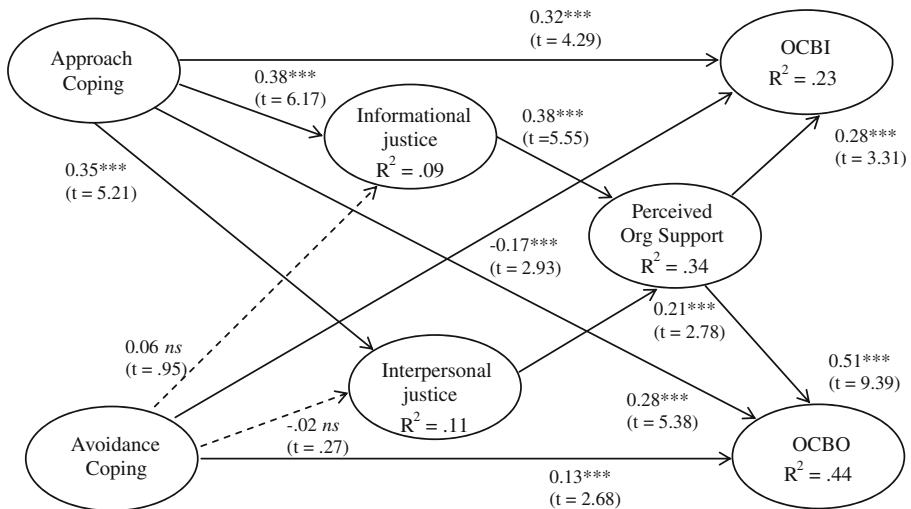 Approach
Coping
0.32***
(t = 4.29)
OCBI
R² = .23
0.38***
(t = 6.17)
Informational
justice
R² = .09
0.38***
(t =5.55)
0.28***
(t = 3.31)
0.35***
(t = 5.21)
Perceived
Org Support
R² = .34
-0.17***
(t = 2.93)
0.21***
(t = 2.78)
0.06 ns
(t = .95)
Interpersonal
justice
R² = .11
0.51***
(t = 9.39)
-.02 ns
(t = .27)
0.28***
(t = 5.38)
Avoidance
Coping
0.13***
(t = 2.68)
OCBO
R² = .44